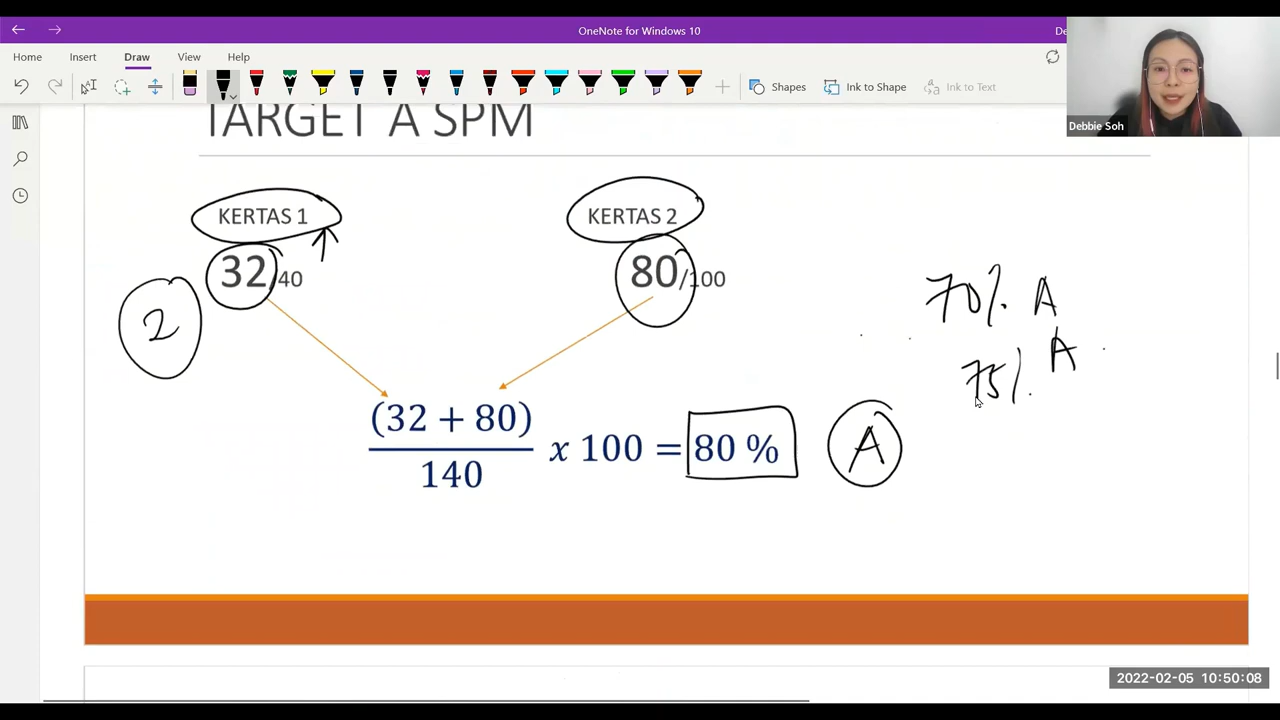 OneNote for Windows 10
De
Home Insert Draw View Help
Shapes Ink to Shape Ink to Text
Debbie Soh
TARGET A SPM
KERTAS 1 KERTAS 2
32/40 80/100
2
70% A
75% A
(32 + 80)
140
x 100 = 80 % A
2022-02-05 10:50:08